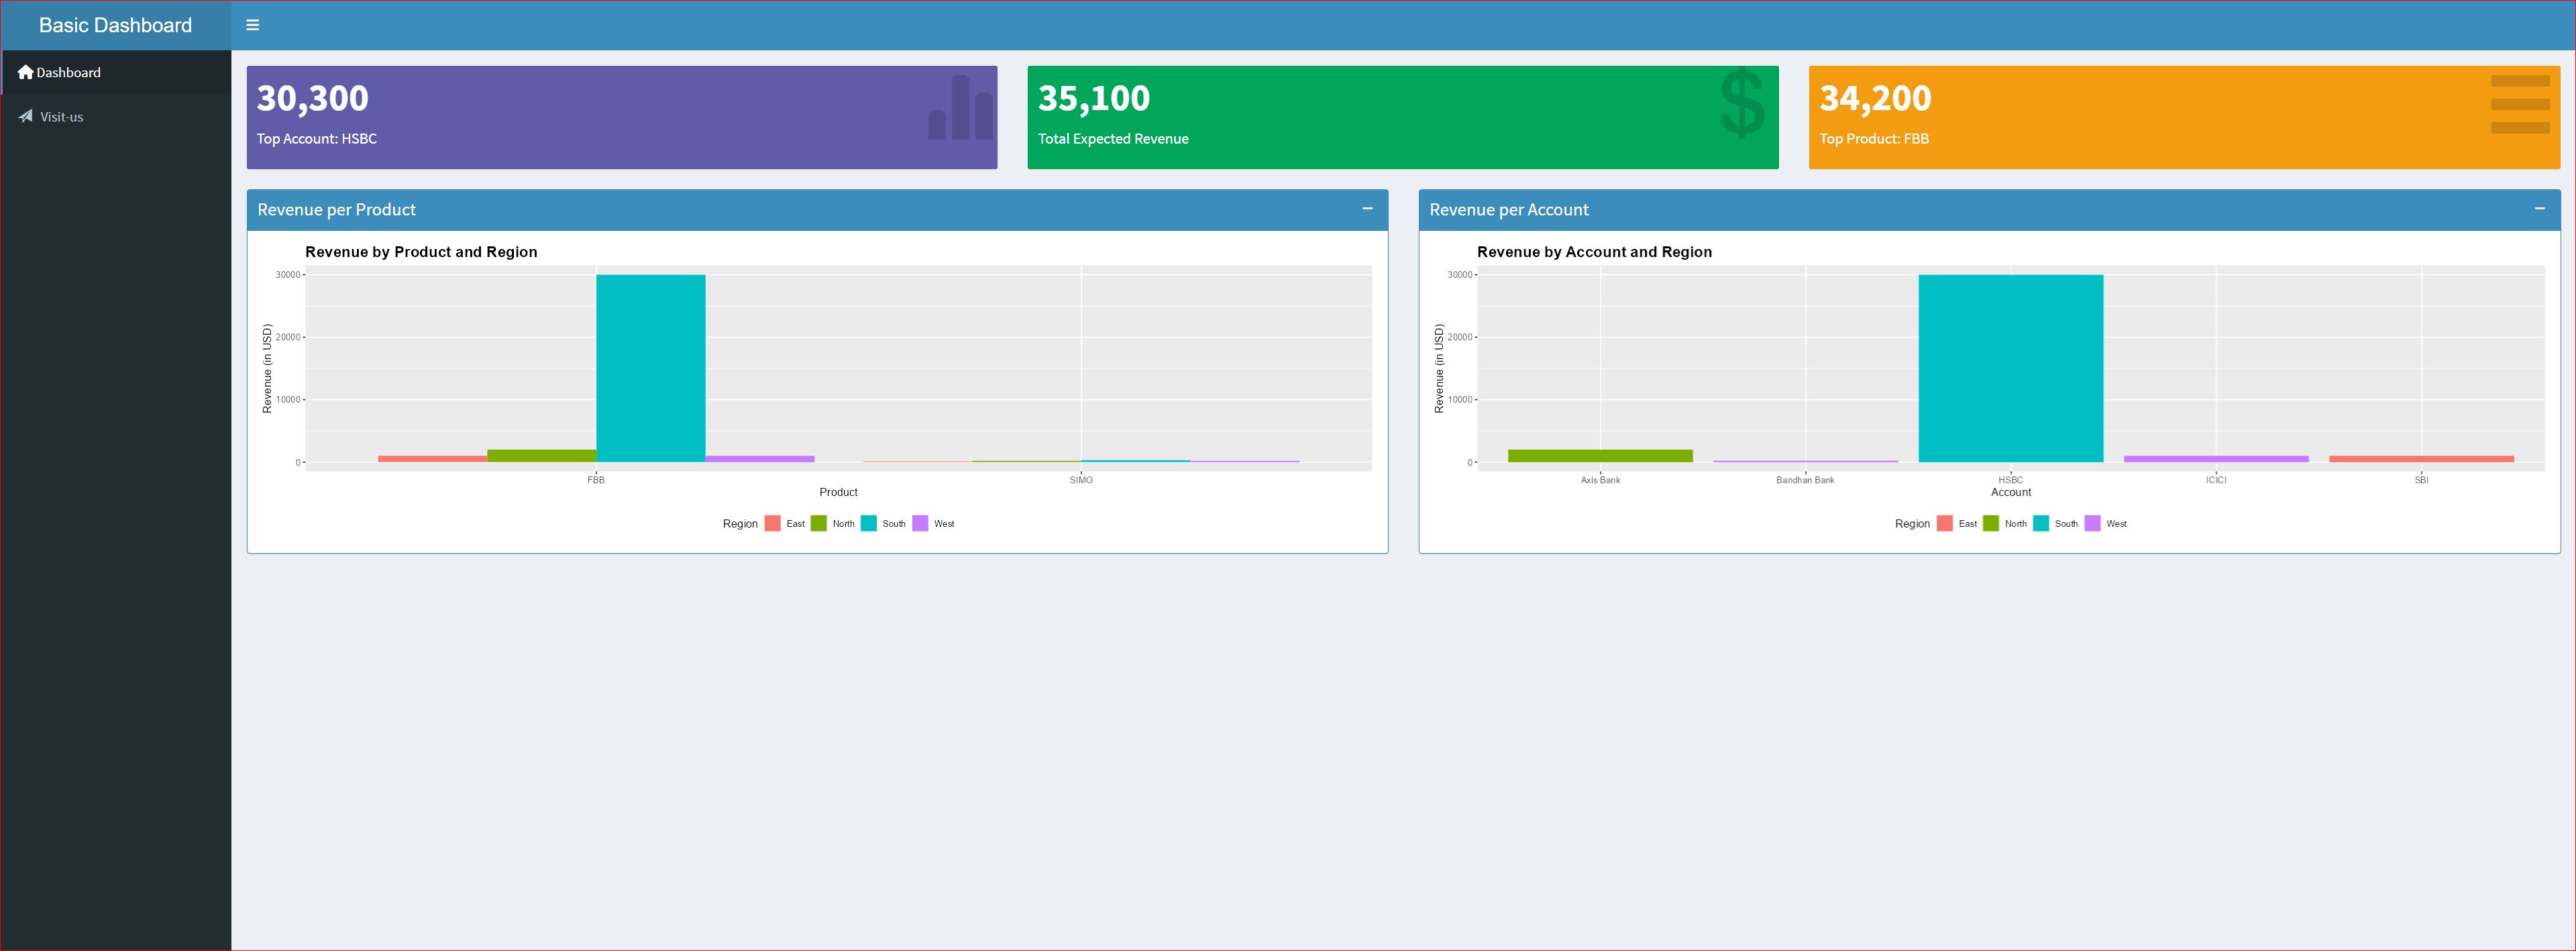 Basic Dashboard
Dashboard
Visit-us
30,300
Top Account: HSBC
35,100
$
Total Expected Revenue
34,200
Top Product: FBB
Revenue per Product
Revenue by Product and Region
Revenue (in USD)
30000
20000
10000
0
FBB SIMO
Product
Region East North South West
Revenue per Account
Revenue by Account and Region
Revenue (in USD)
30000
20000
10000
0
Axis Bank Bandhan Bank HSBC ICICI SBI
Account
Region East North South West